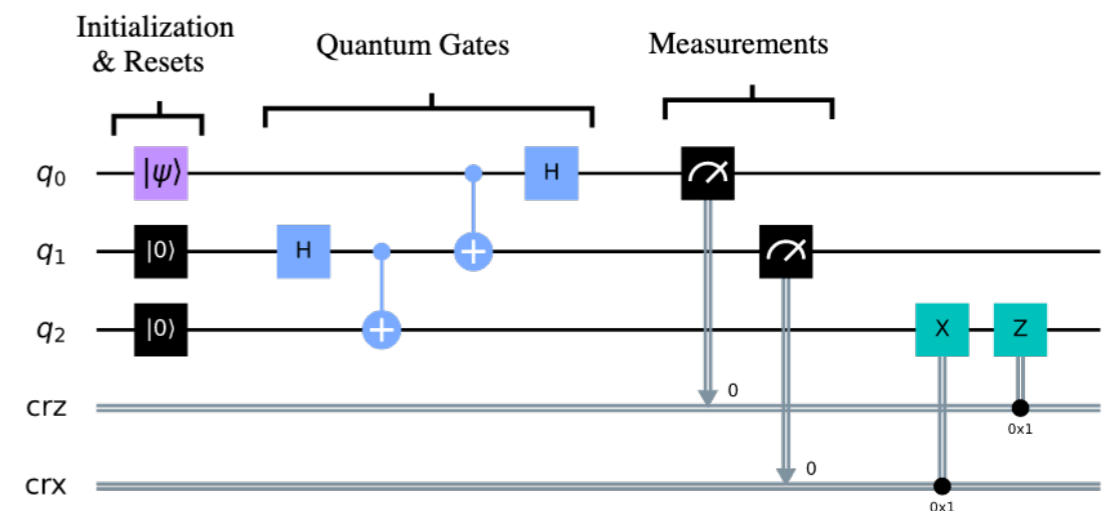 Initialization
& Resets
Quantum Gates
Measurements
q₀
|ψ⟩
H
q₁
|0⟩
H
q₂
|0⟩
X
Z
crz
0
0x1
crx
0
0x1